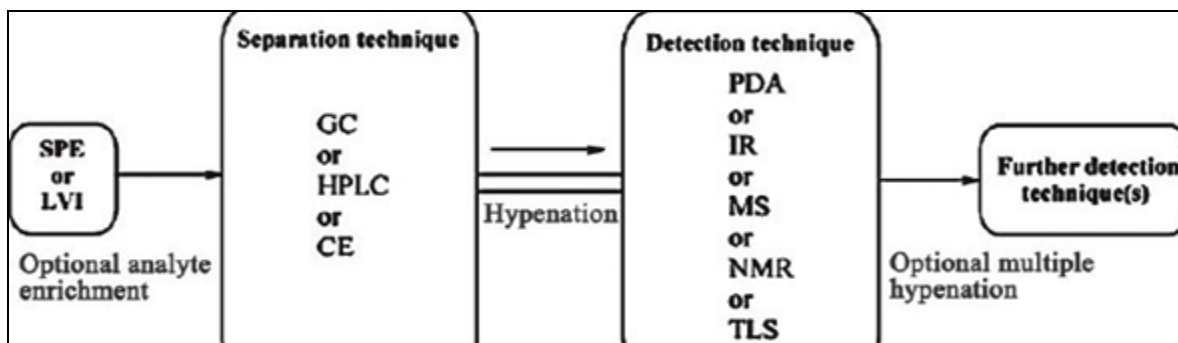 SPE
or
LVI
Optional analyte
enrichment
Separation technique
GC
or
HPLC
or
CE
Hypenation
Detection technique
PDA
or
IR
or
MS
or
NMR
or
TLS
Optional multiple
hypenation
Further detection
technique(s)